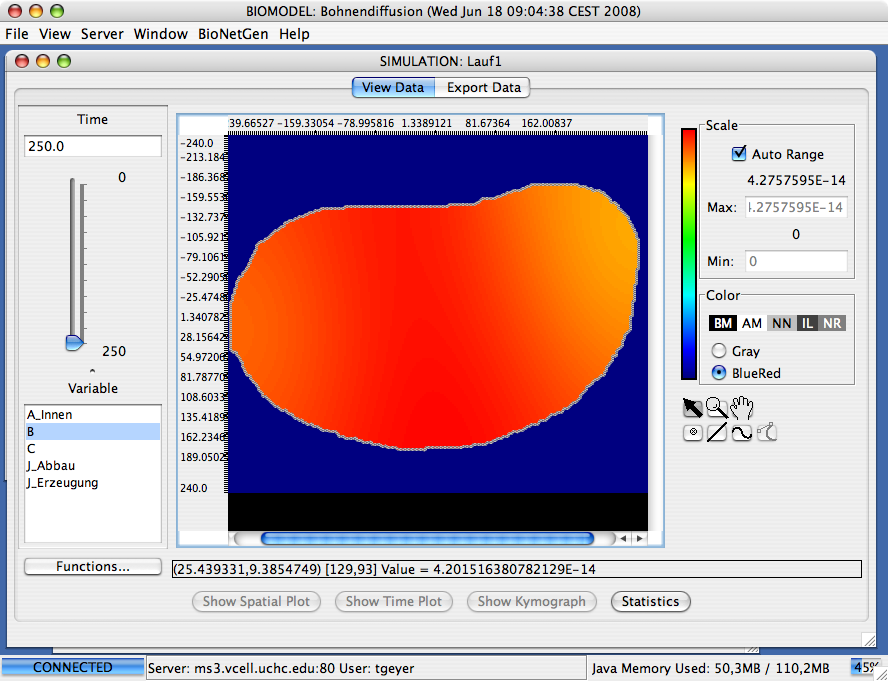 BIOMODEL: Bohnendiffusion (Wed Jun 18 09:04:38 CEST 2008)
File View Server Window BioNetGen Help
SIMULATION: Lauf1
View Data Export Data
Time
250.0
0
250
Variable
A_Innen
B
C
J_Abbau
J_Erzeugung
Functions...
39.66527 -159.33054 -78.995816 1.3389121 81.67364 162.00837
-240.0
-213.184
-186.368
-159.553
-132.737
-105.921
-79.1061
-52.2905
-25.4748
1.340782
28.15642
54.97206
81.78770
108.6033
135.4189
162.2346
189.0502
240.0
Scale
Auto Range
4.2757595E-14
Max: 4.2757595E-14
0
Min: 0
Color
BM AM NN IL NR
Gray
BlueRed
(25.439331,9.3854749) [129,93] Value = 4.201516380782129E-14
Show Spatial Plot Show Time Plot Show Kymograph Statistics
CONNECTED Server: ms3.vcell.uchc.edu:80 User: tgeyer Java Memory Used: 50,3MB / 110,2MB 45%